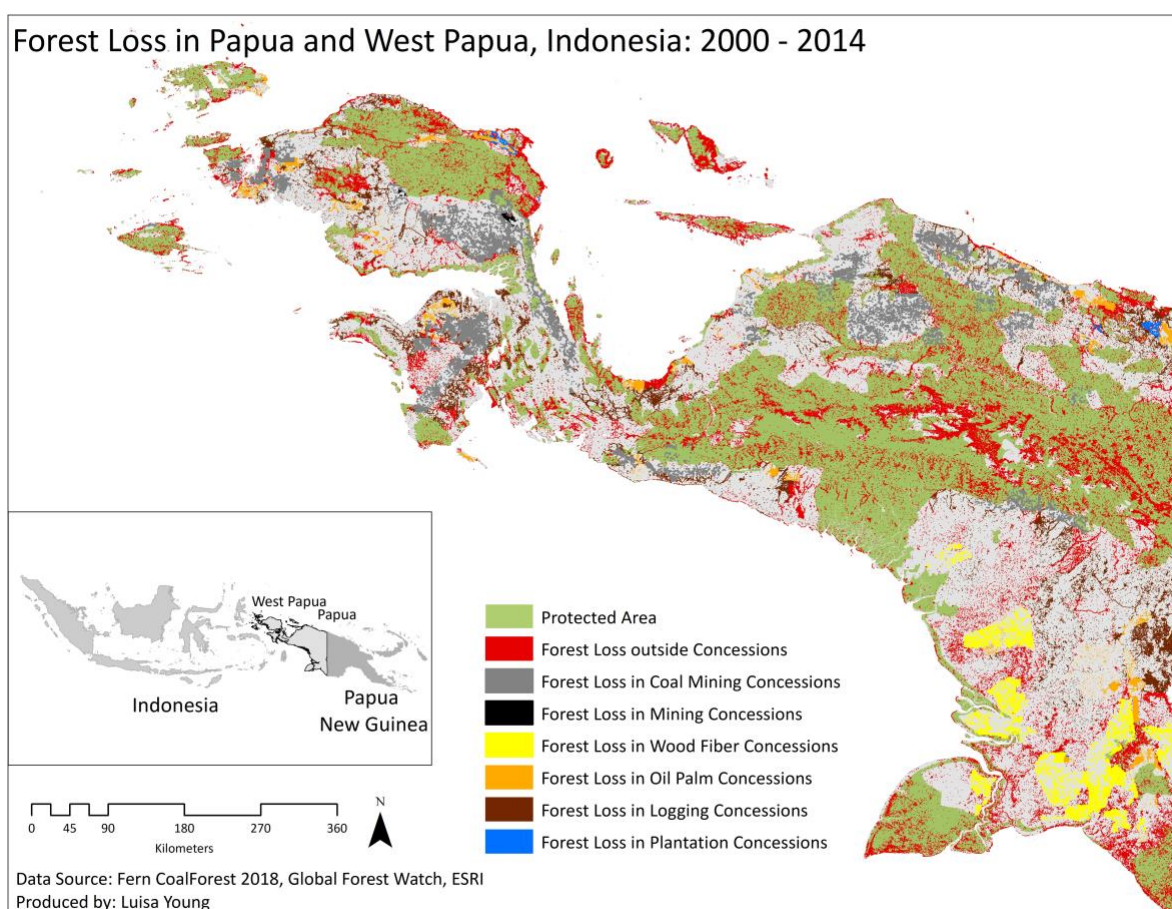 Forest Loss in Papua and West Papua, Indonesia: 2000 - 2014
West Papua
Papua
Indonesia
Papua
New Guinea
Protected Area
Forest Loss outside Concessions
Forest Loss in Coal Mining Concessions
Forest Loss in Mining Concessions
Forest Loss in Wood Fiber Concessions
Forest Loss in Oil Palm Concessions
Forest Loss in Logging Concessions
Forest Loss in Plantation Concessions
0 45 90 180 270 360
Kilometers
N
Data Source: Fern CoalForest 2018, Global Forest Watch, ESRI
Produced by: Luisa Young